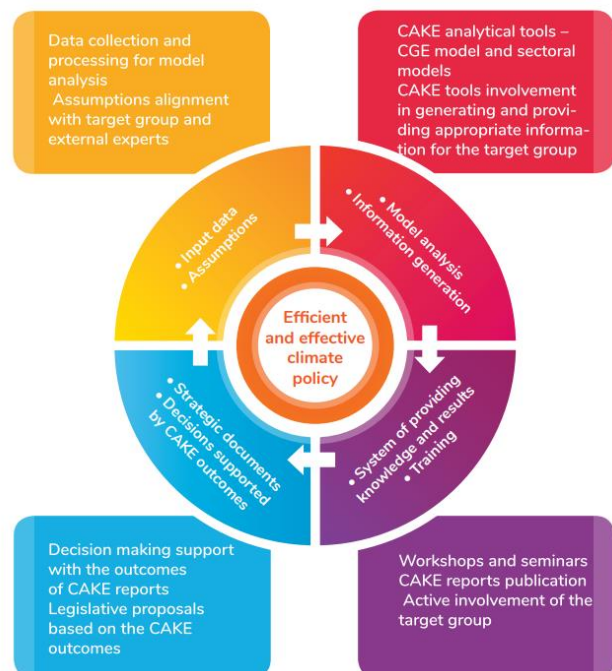 Data collection and
processing for model
analysis
Assumptions alignment
with target group and
external experts
CAKE analytical tools –
CGE model and sectoral
models
CAKE tools involvement
in generating and provi-
ding appropriate informa-
tion for the target group
• Input data
• Assumptions
• Model analysis
• Information generation
Efficient
and effective
climate
policy
• Strategic documents
• Decisions supported
by CAKE outcomes
• System of providing
knowledge and results
• Training
Decision making support
with the outcomes
of CAKE reports
Legislative proposals
based on the CAKE
outcomes
Workshops and seminars
CAKE reports publication
Active involvement of the
target group